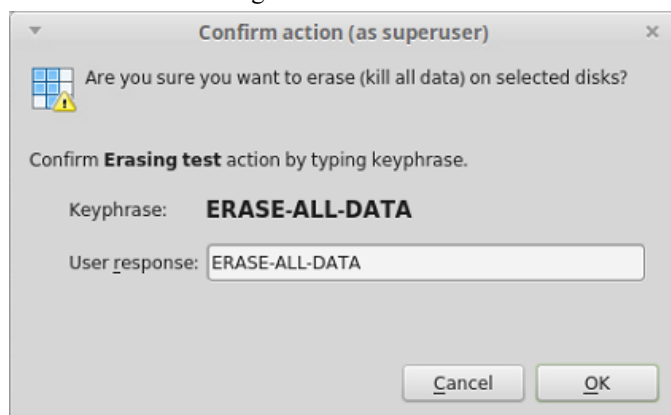 Confirm action (as superuser)
Are you sure you want to erase (kill all data) on selected disks?
Confirm Erasing test action by typing keyphrase.
Keyphrase: ERASE-ALL-DATA
User response: ERASE-ALL-DATA
Cancel OK